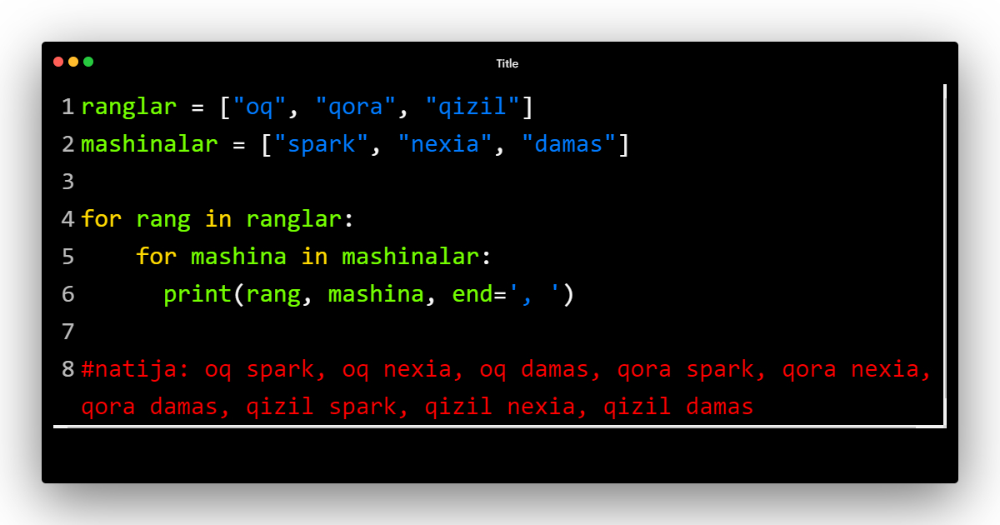 Title
1 ranglar = ["oq", "qora", "qizil"]
2 mashinalar = ["spark", "nexia", "damas"]
3
4 for rang in ranglar:
5     for mashina in mashinalar:
6       print(rang, mashina, end=', ')
7
8 #natija: oq spark, oq nexia, oq damas, qora spark, qora nexia,
qora damas, qizil spark, qizil nexia, qizil damas